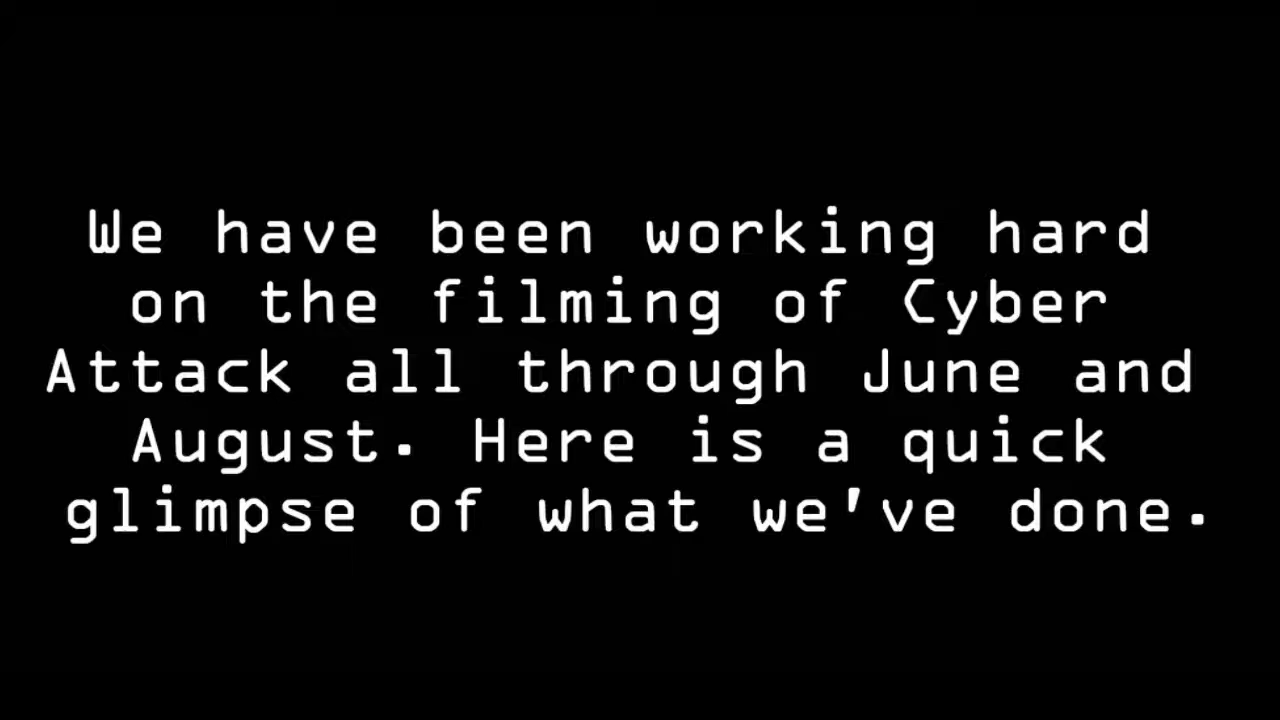 We have been working hard
on the filming of Cyber
Attack all through June and
August. Here is a quick
glimpse of what we've done.